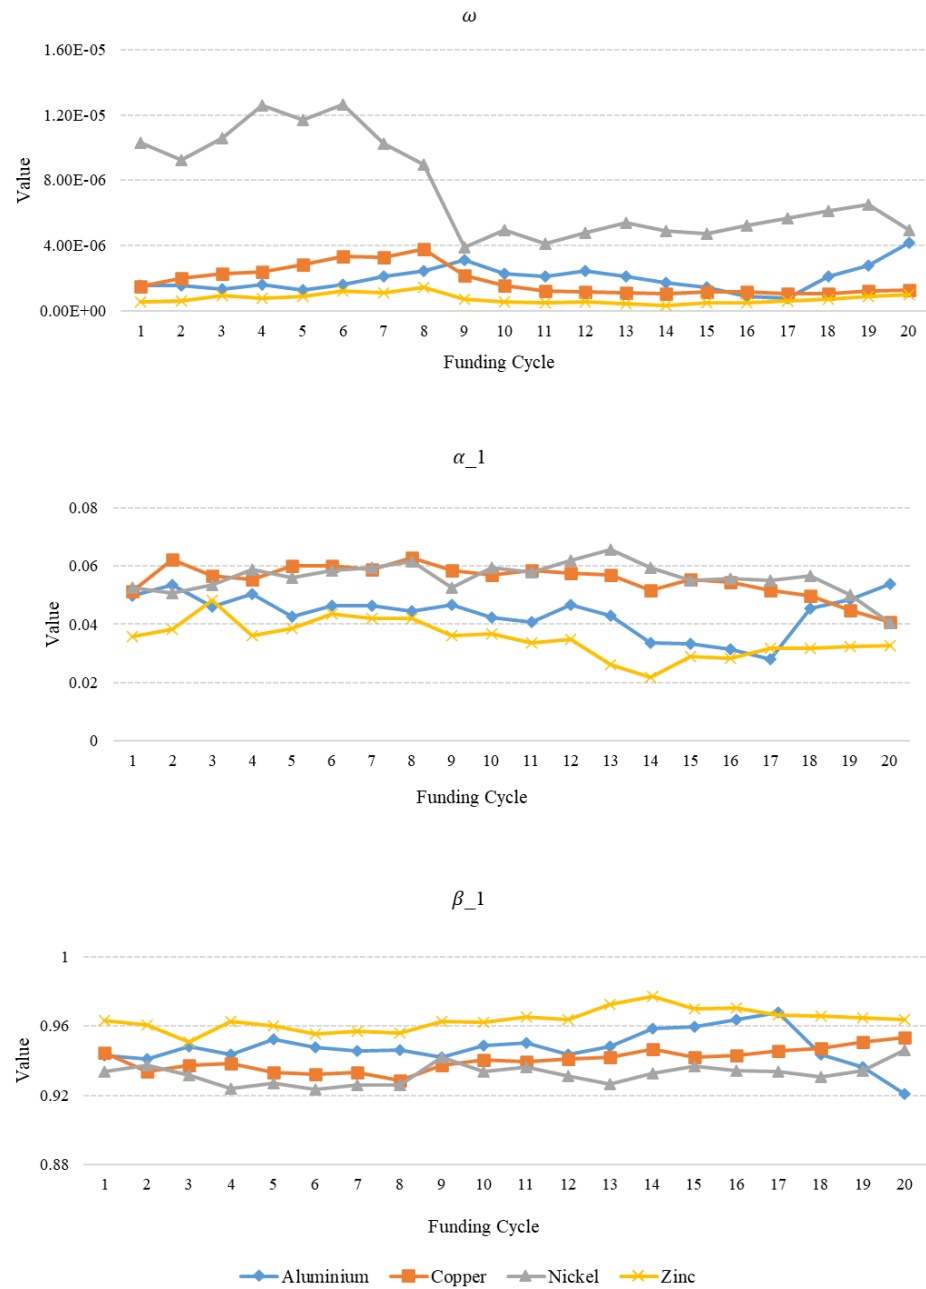 ω
1.60E-05
1.20E-05
8.00E-06
4.00E-06
0.00E+00
Value
1 2 3 4 5 6 7 8 9 10 11 12 13 14 15 16 17 18 19 20
Funding Cycle
α_1
0.08
0.06
0.04
0.02
0
Value
1 2 3 4 5 6 7 8 9 10 11 12 13 14 15 16 17 18 19 20
Funding Cycle
β_1
1
0.96
0.92
0.88
Value
1 2 3 4 5 6 7 8 9 10 11 12 13 14 15 16 17 18 19 20
Funding Cycle
Aluminium Copper Nickel Zinc